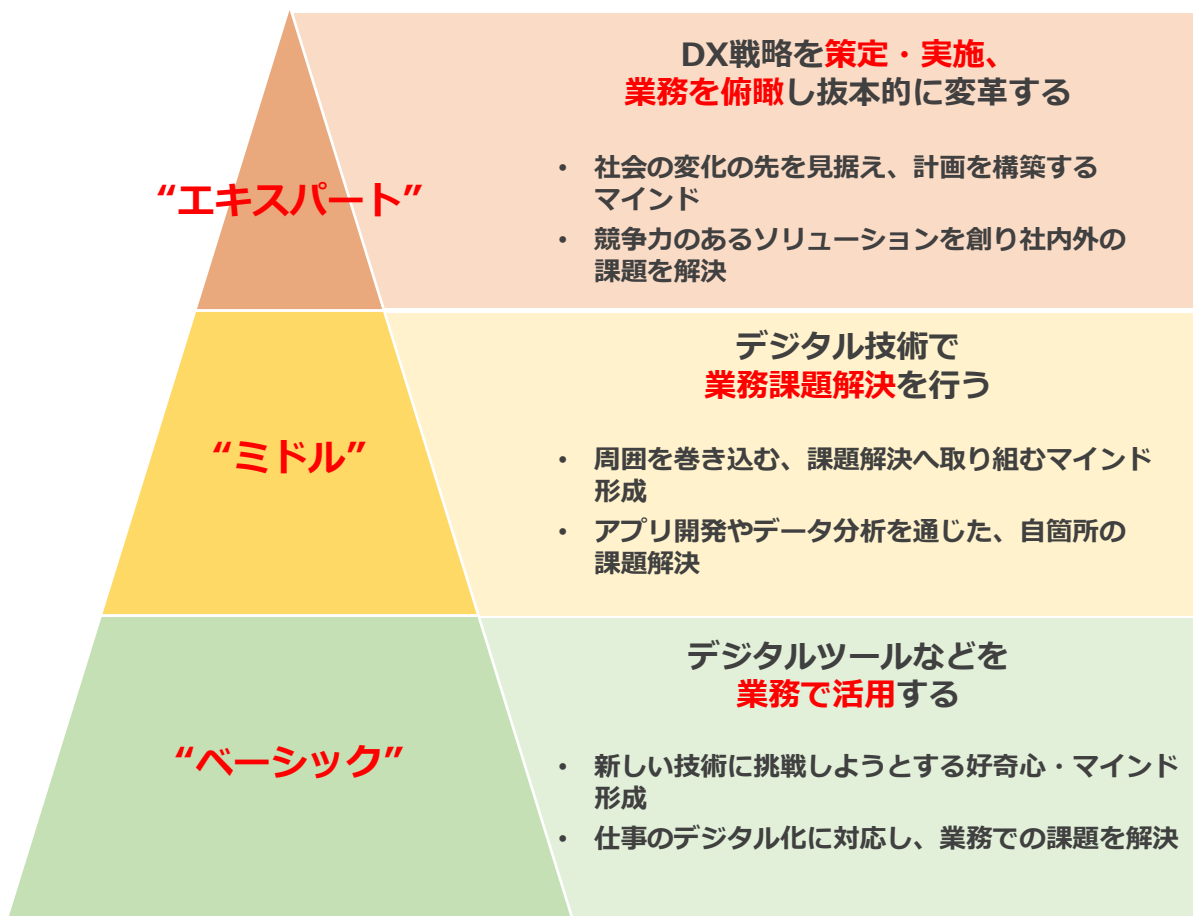 DX戦略を策定・実施、
業務を俯瞰し抜本的に変革する
“エキスパート”
• 社会の変化の先を見据え、計画を構築する
マインド
• 競争力のあるソリューションを創り社内外の
課題を解決
デジタル技術で
業務課題解決を行う
“ミドル”
• 周囲を巻き込む、課題解決へ取り組むマインド
形成
• アプリ開発やデータ分析を通じた、自箇所の
課題解決
デジタルツールなどを
業務で活用する
“ベーシック”
• 新しい技術に挑戦しようとする好奇心・マインド
形成
• 仕事のデジタル化に対応し、業務での課題を解決